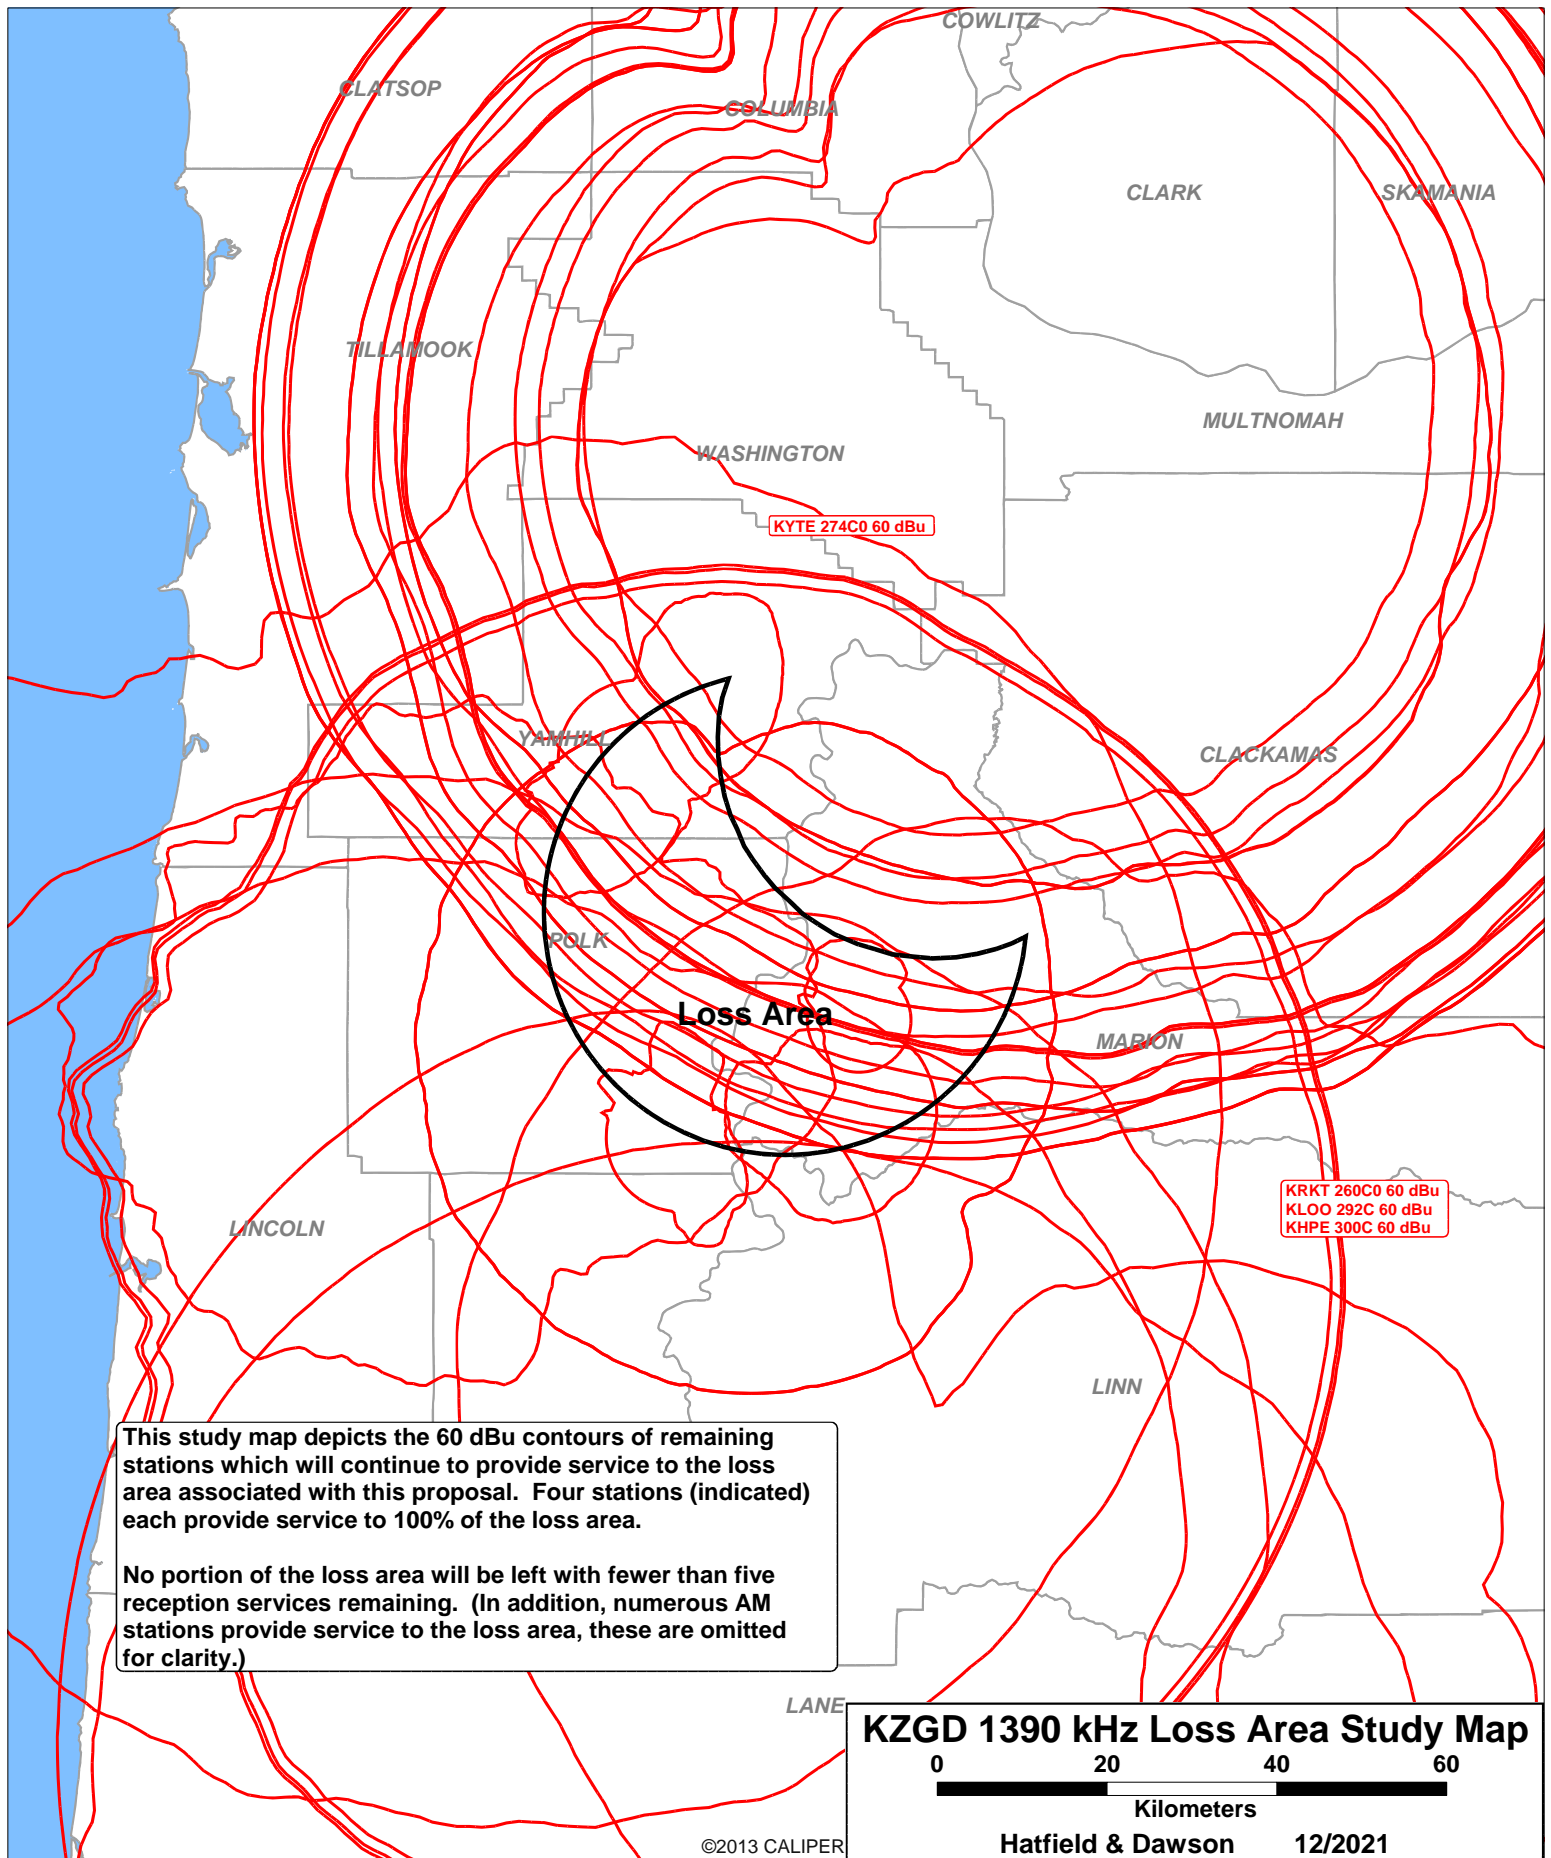 COWLITZ
CLATSOP
COLUMBIA
CLARK
SKAMANIA
TILLAMOOK
MULTNOMAH
WASHINGTON
KYTE 274C0 60 dBu
YAMHILL
CLACKAMAS
POLK
Loss Area
MARION
KRKT 260C0 60 dBu
KLOO 292C 60 dBu
KHPE 300C 60 dBu
LINCOLN
LINN
This study map depicts the 60 dBu contours of remaining
stations which will continue to provide service to the loss
area associated with this proposal.  Four stations (indicated)
each provide service to 100% of the loss area.
No portion of the loss area will be left with fewer than five
reception services remaining.  (In addition, numerous AM
stations provide service to the loss area, these are omitted
for clarity.)
LANE
KZGD 1390 kHz Loss Area Study Map
0 20 40 60
Kilometers
Hatfield & Dawson 12/2021
©2013 CALIPER